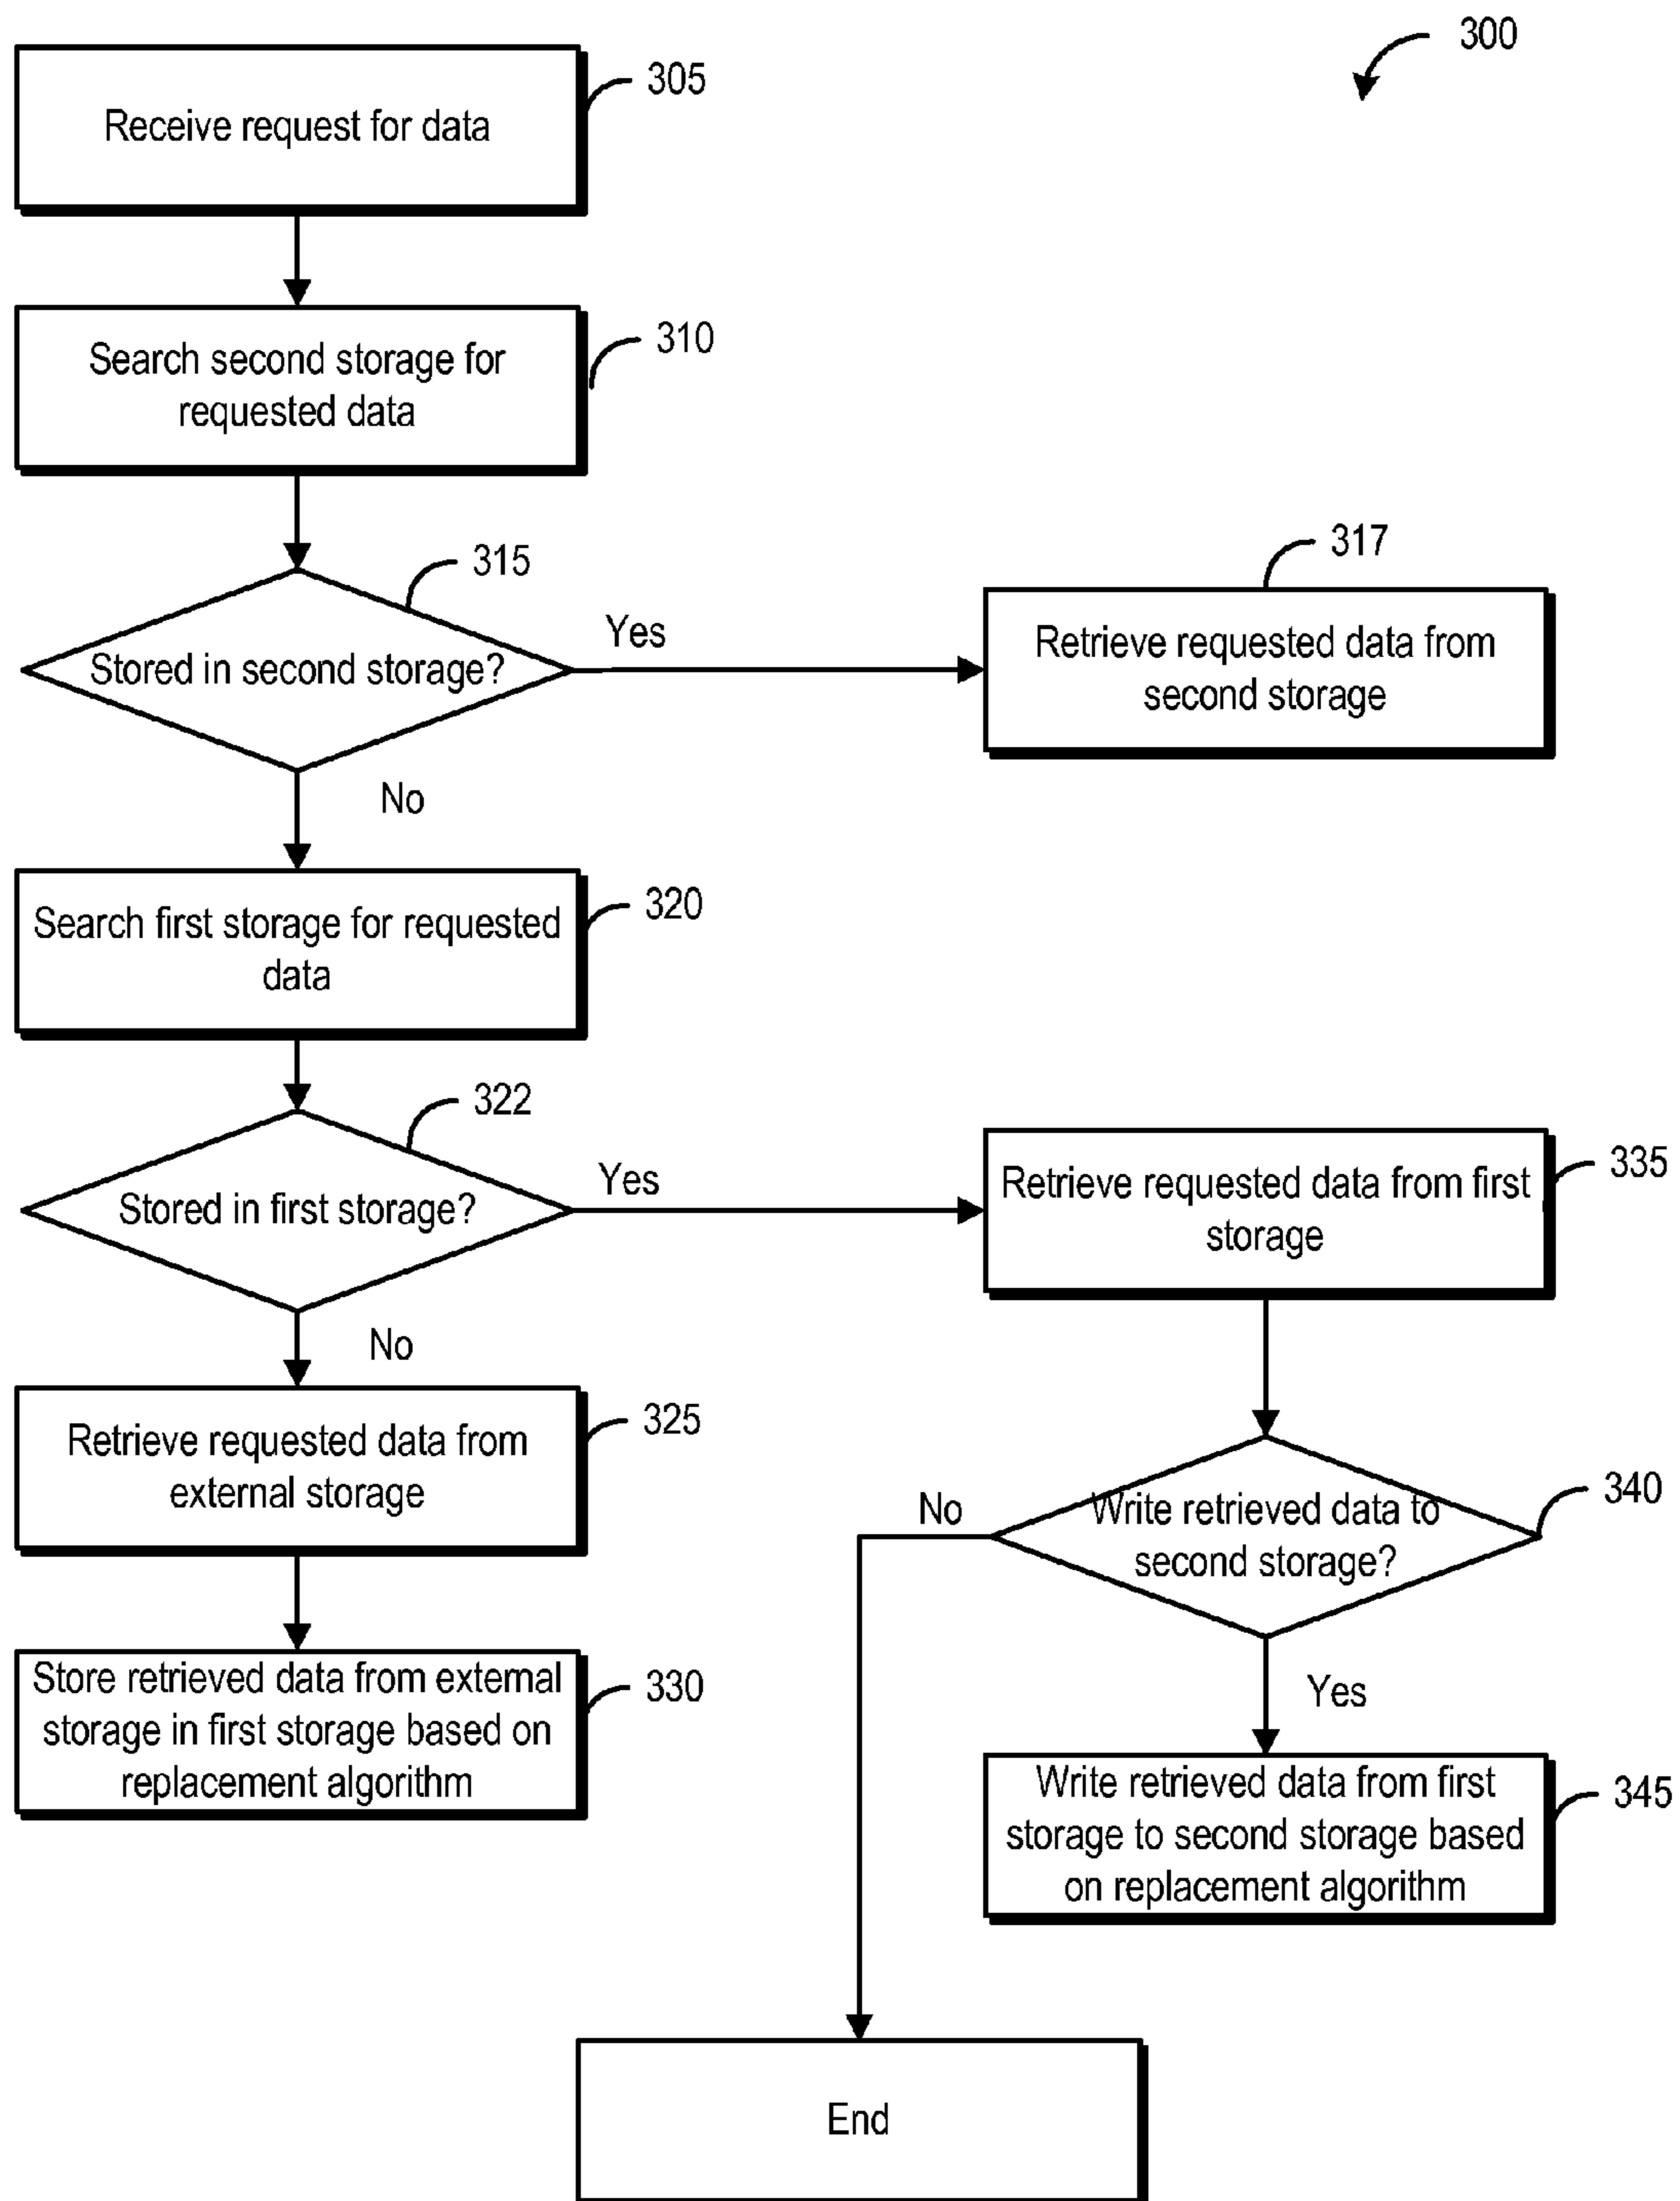 300
Receive request for data
305
Search second storage for
requested data
310
Stored in second storage?
315
Yes
Retrieve requested data from
second storage
317
No
Search first storage for requested
data
320
Stored in first storage?
322
Yes
Retrieve requested data from first
storage
335
No
Retrieve requested data from
external storage
325
Write retrieved data to
second storage?
340
No
Yes
Store retrieved data from external
storage in first storage based on
replacement algorithm
330
Write retrieved data from first
storage to second storage based
on replacement algorithm
345
End